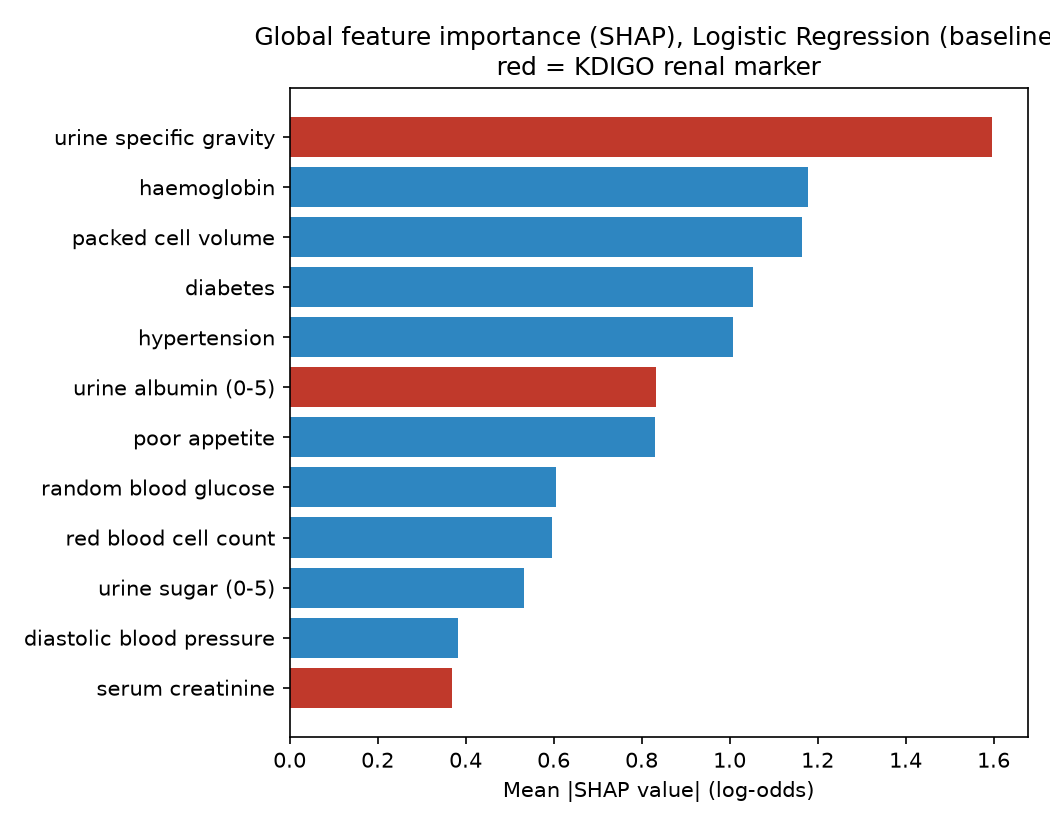 Global feature importance (SHAP), Logistic Regression (baseline
red = KDIGO renal marker
urine specific gravity
haemoglobin
packed cell volume
diabetes
hypertension
urine albumin (0-5)
poor appetite
random blood glucose
red blood cell count
urine sugar (0-5)
diastolic blood pressure
serum creatinine
0.0 0.2 0.4 0.6 0.8 1.0 1.2 1.4 1.6
Mean |SHAP value| (log-odds)